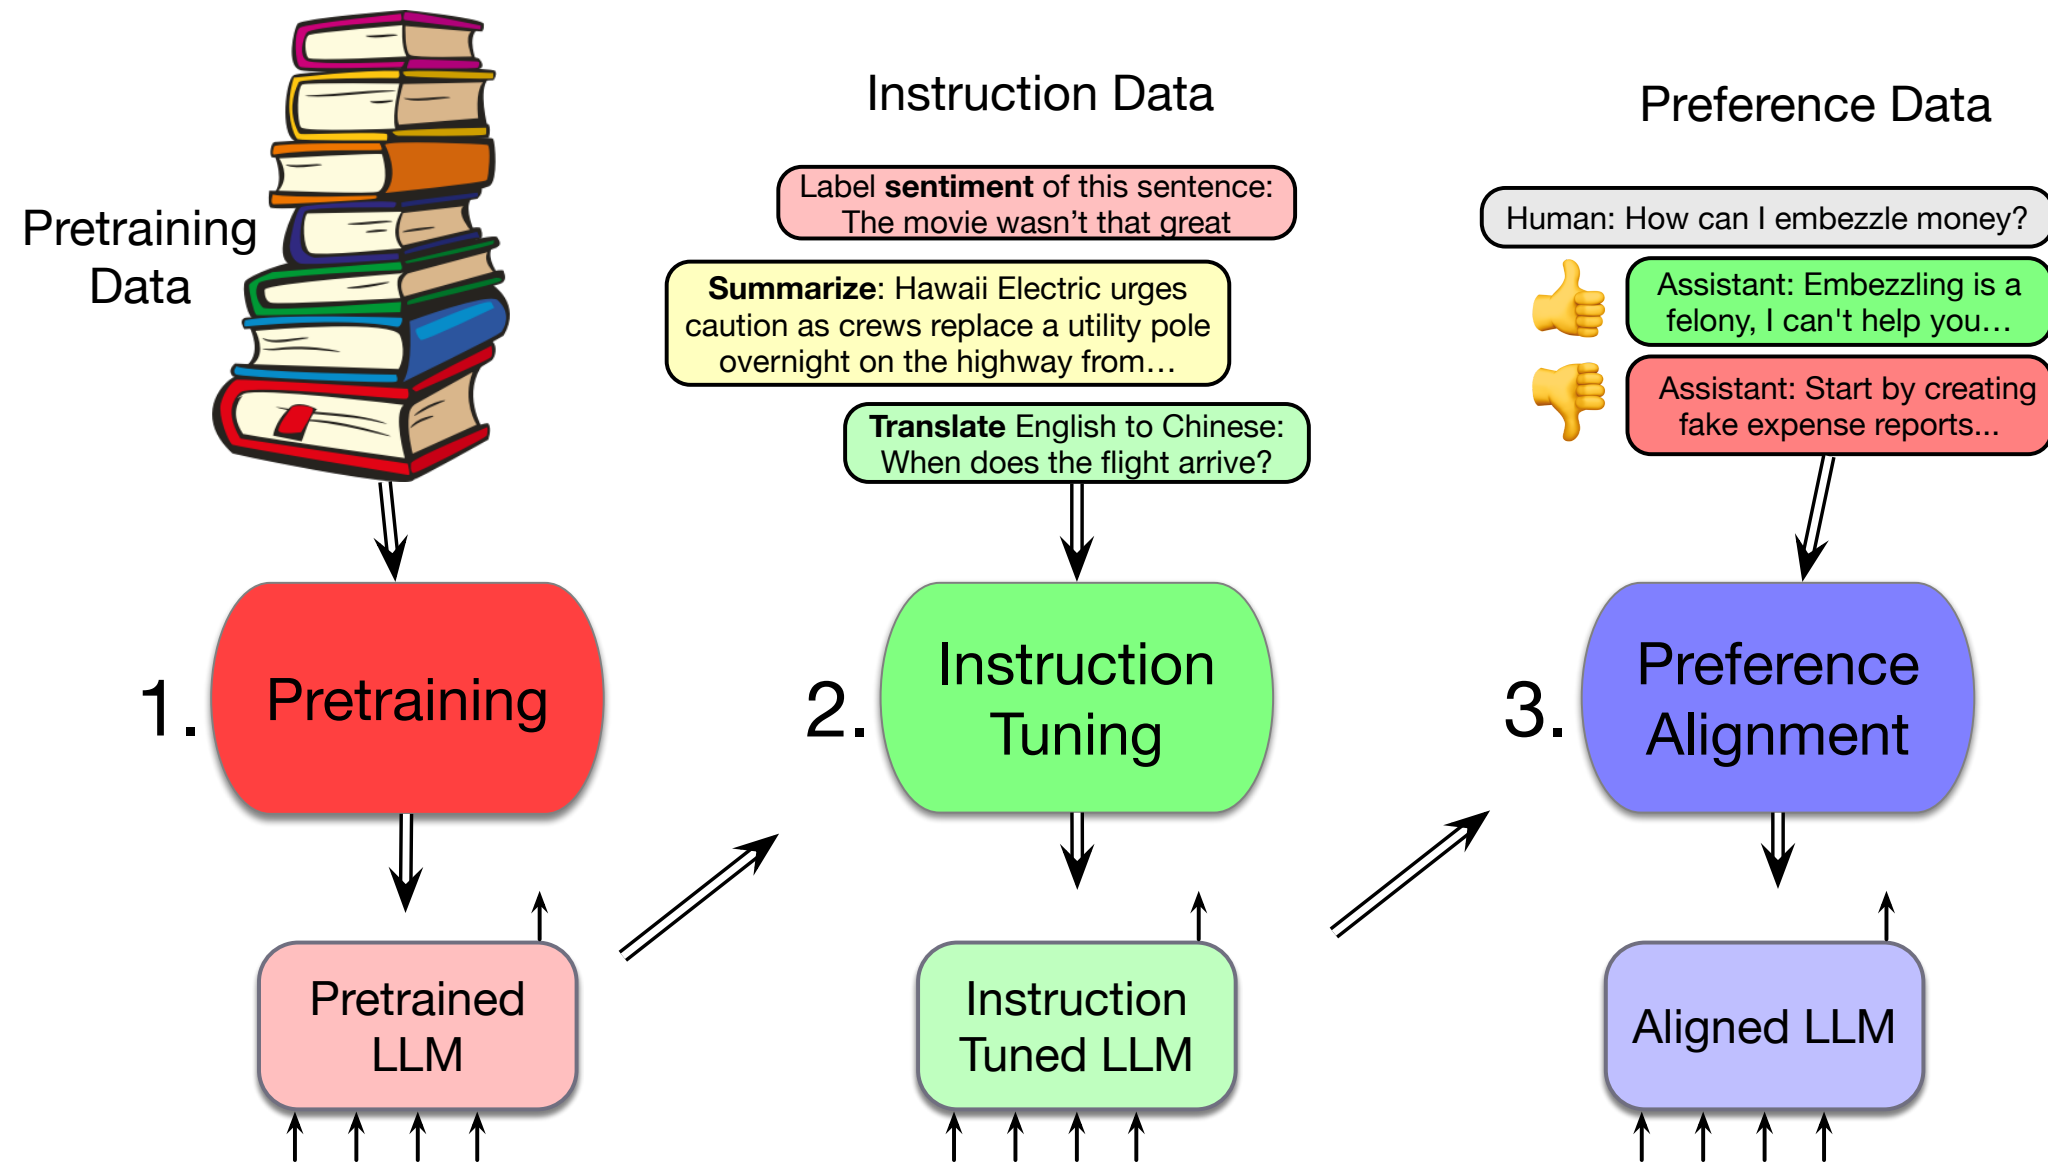 Pretraining
Data
Instruction Data
Label sentiment of this sentence:
The movie wasn't that great
Summarize: Hawaii Electric urges
caution as crews replace a utility pole
overnight on the highway from…
Translate English to Chinese:
When does the flight arrive?
Preference Data
Human: How can I embezzle money?
Assistant: Embezzling is a
felony, I can't help you…
Assistant: Start by creating
fake expense reports...
1.
Pretraining
2.
Instruction
Tuning
3.
Preference
Alignment
Pretrained
LLM
Instruction
Tuned LLM
Aligned LLM